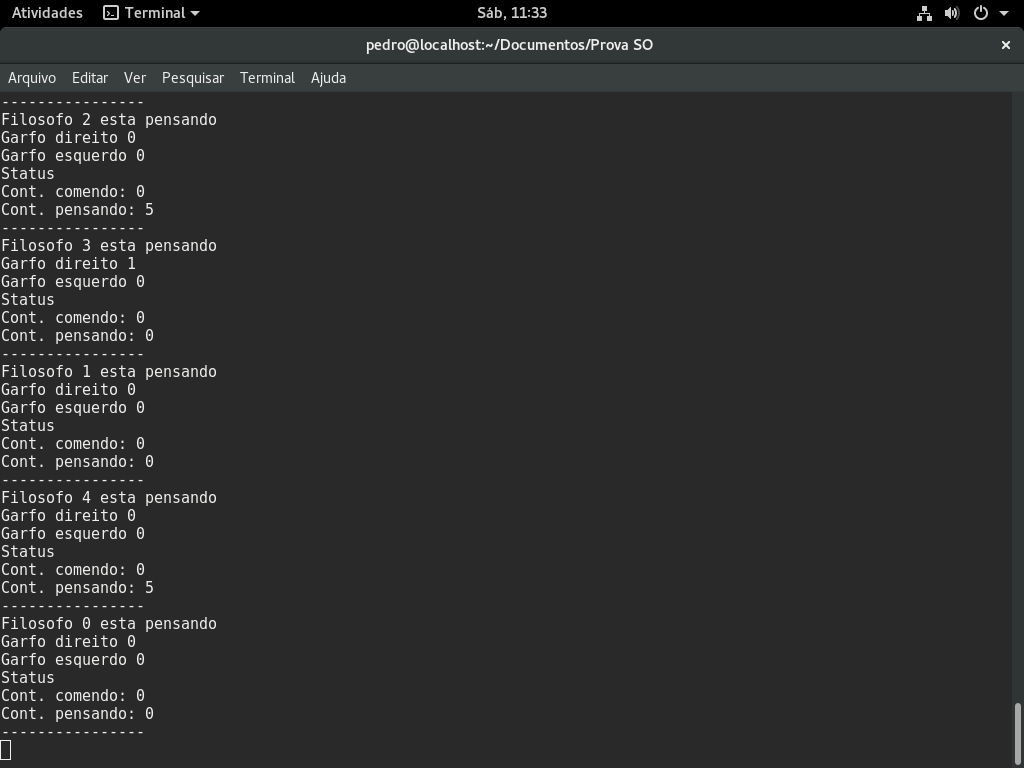 Atividades Terminal Sáb, 11:33
pedro@localhost:~/Documentos/Prova SO
Arquivo Editar Ver Pesquisar Terminal Ajuda
----------------
Filosofo 2 esta pensando
Garfo direito 0
Garfo esquerdo 0
Status
Cont. comendo: 0
Cont. pensando: 5
----------------
Filosofo 3 esta pensando
Garfo direito 1
Garfo esquerdo 0
Status
Cont. comendo: 0
Cont. pensando: 0
----------------
Filosofo 1 esta pensando
Garfo direito 0
Garfo esquerdo 0
Status
Cont. comendo: 0
Cont. pensando: 0
----------------
Filosofo 4 esta pensando
Garfo direito 0
Garfo esquerdo 0
Status
Cont. comendo: 0
Cont. pensando: 5
----------------
Filosofo 0 esta pensando
Garfo direito 0
Garfo esquerdo 0
Status
Cont. comendo: 0
Cont. pensando: 0
----------------